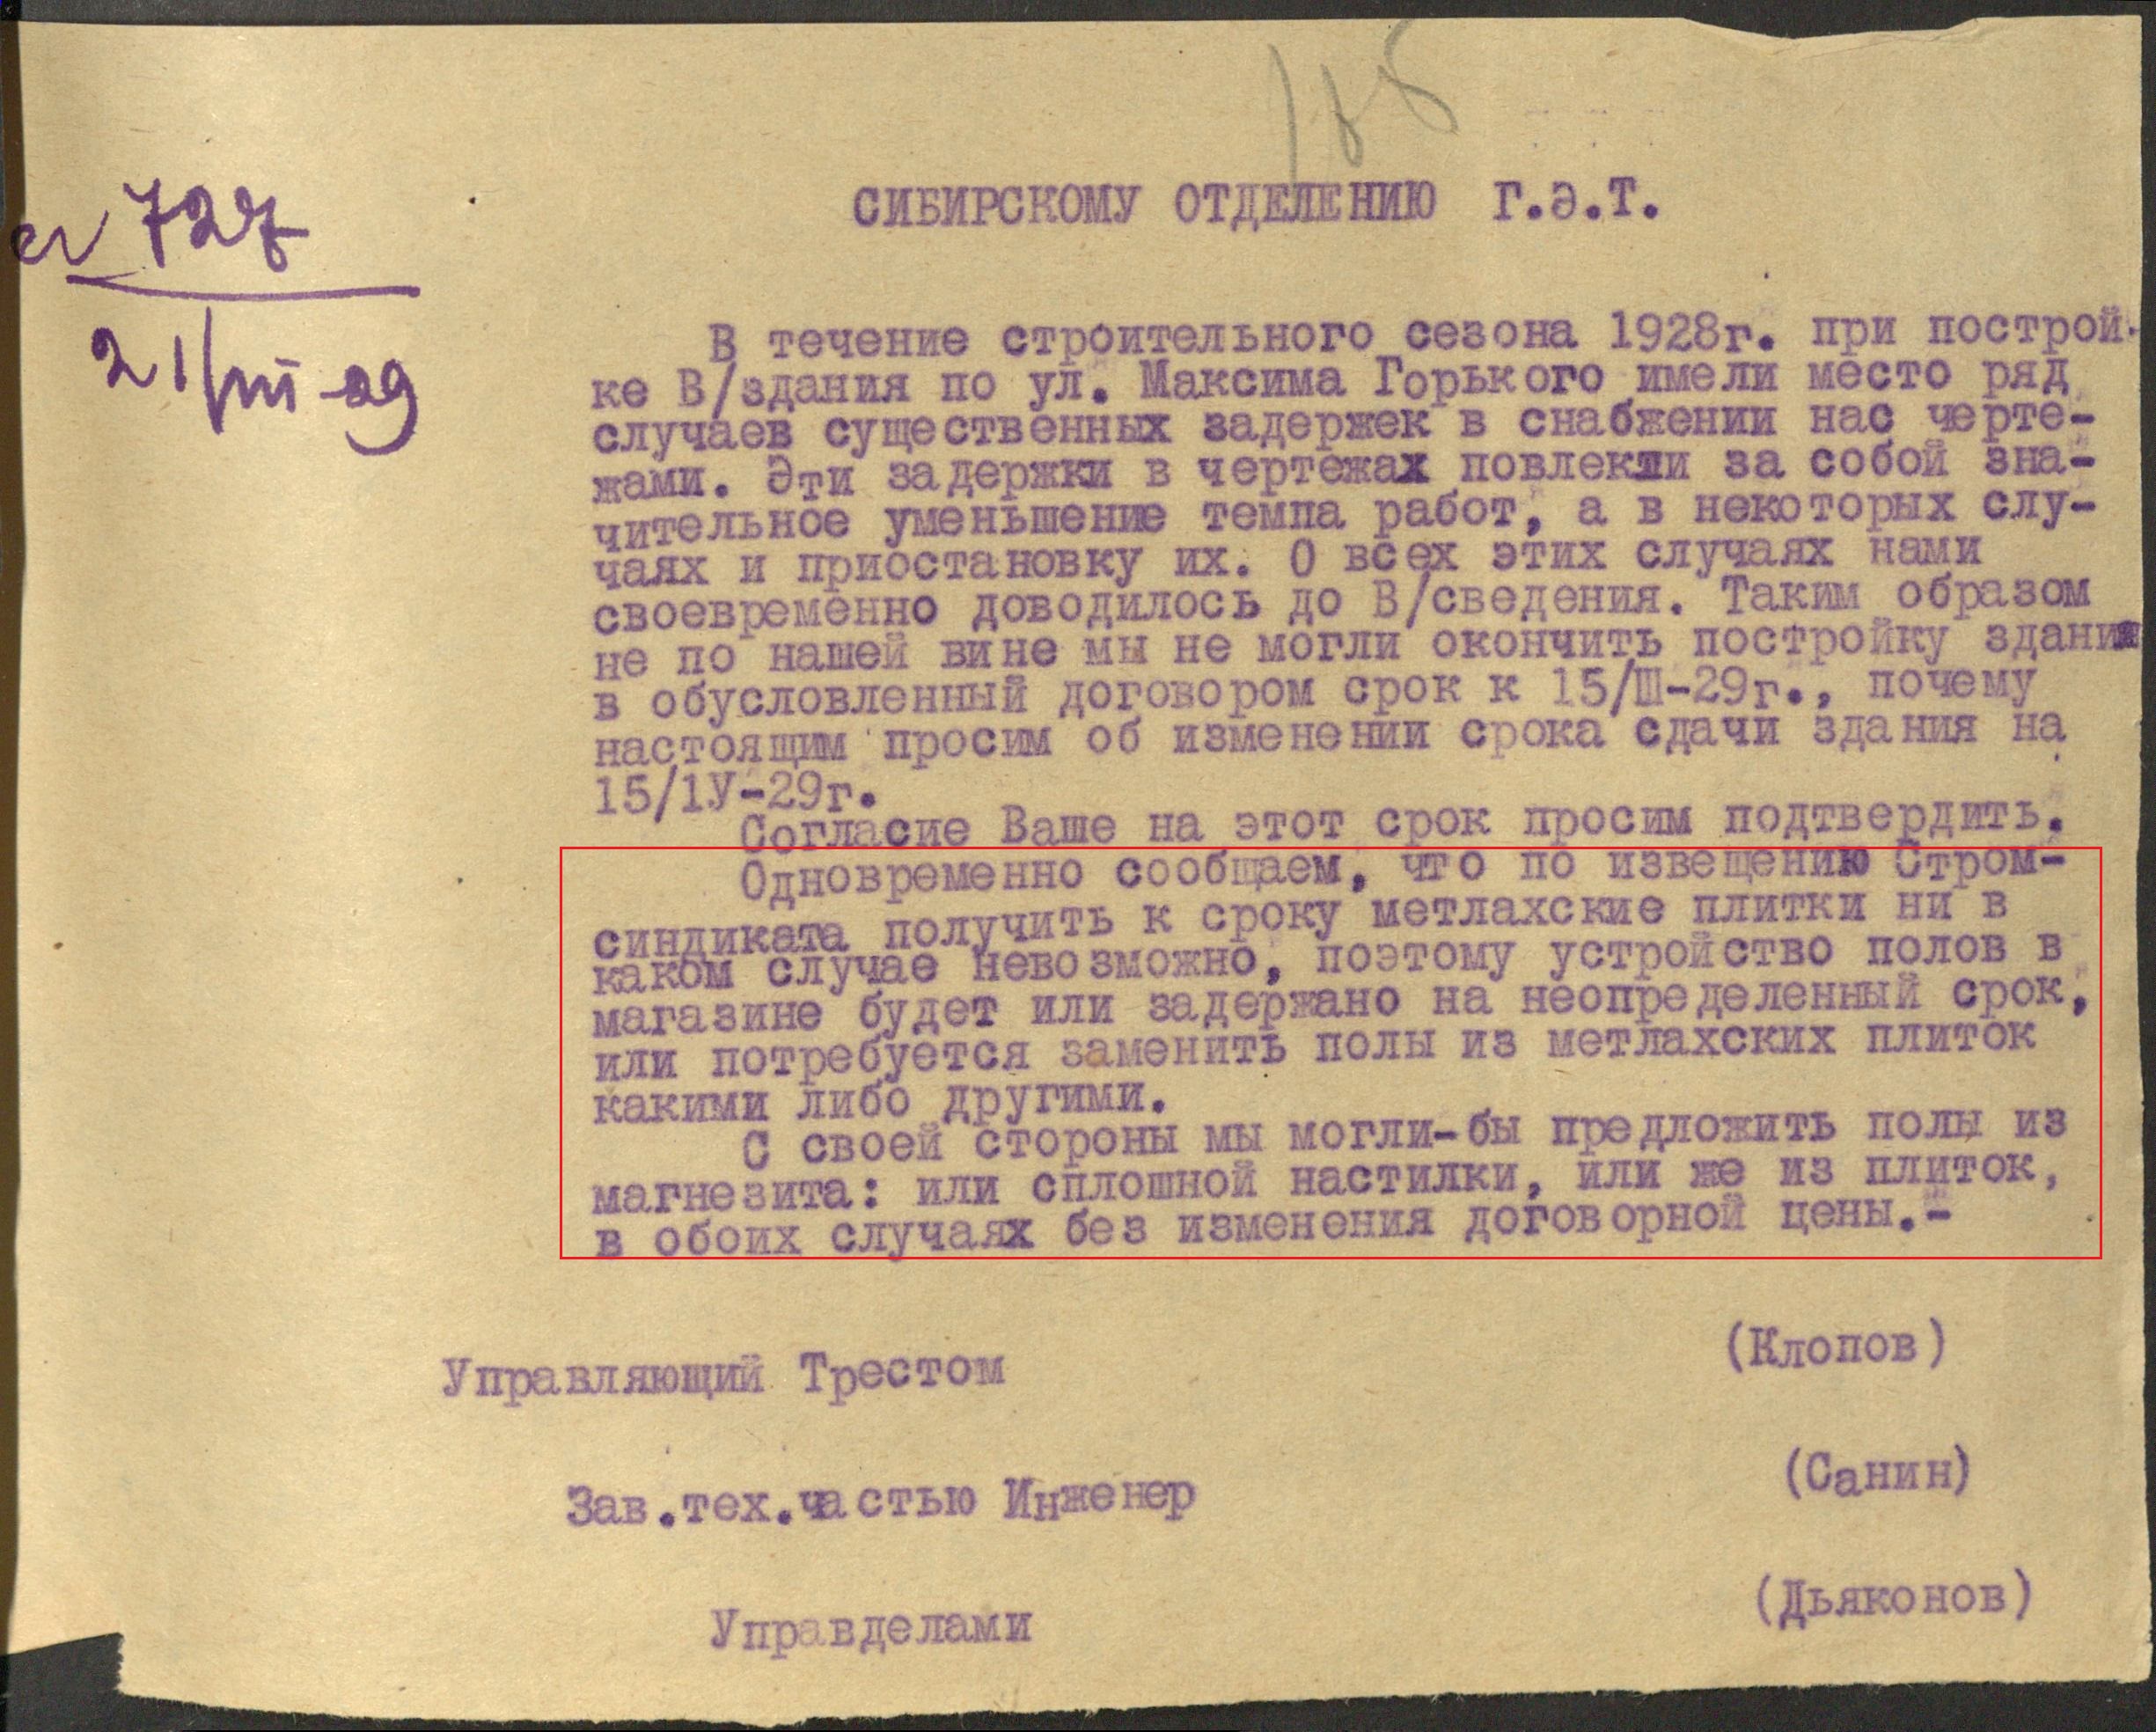 188
№ 727
21/III-29
СИБИРСКОМУ ОТДЕЛЕНИЮ Г.Э.Т.
В течение строительного сезона 1928г. при построй-
ке В/здания по ул. Максима Горького имели место ряд
случаев существенных задержек в снабжении нас черте-
жами. Эти задержки в чертежах повлекли за собой зна-
чительное уменьшение темпа работ, а в некоторых слу-
чаях и приостановку их. О всех этих случаях нами
своевременно доводилось до В/сведения. Таким образом
не по нашей вине мы не могли окончить постройку здания
в обусловленный договором срок к 15/Ш-29г., почему
настоящим просим об изменении срока сдачи здания на
15/1У-29г.
Согласие Ваше на этот срок просим подтвердить.
Одновременно сообщаем, что по извещению Стром-
синдиката получить к сроку метлахские плитки ни в
каком случае невозможно, поэтому устройство полов в
магазине будет или задержано на неопределенный срок,
или потребуется заменить полы из метлахских плиток
какими либо другими.
С своей стороны мы могли-бы предложить полы из
магнезита: или сплошной настилки, или же из плиток,
в обоих случаях без изменения договорной цены.-
Управляющий Трестом (Клопов)
Зав.тех.частью Инженер (Санин)
Управделами (Дьяконов)